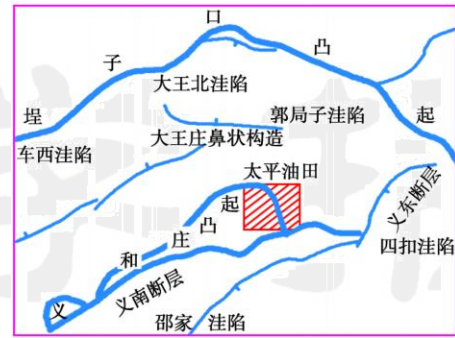 埕子口凸起
大王北洼陷
郭局子洼陷
大王庄鼻状构造
车西洼陷
太平油田
义和庄凸起
义东断层
四扣洼陷
义南断层
邵家 洼陷